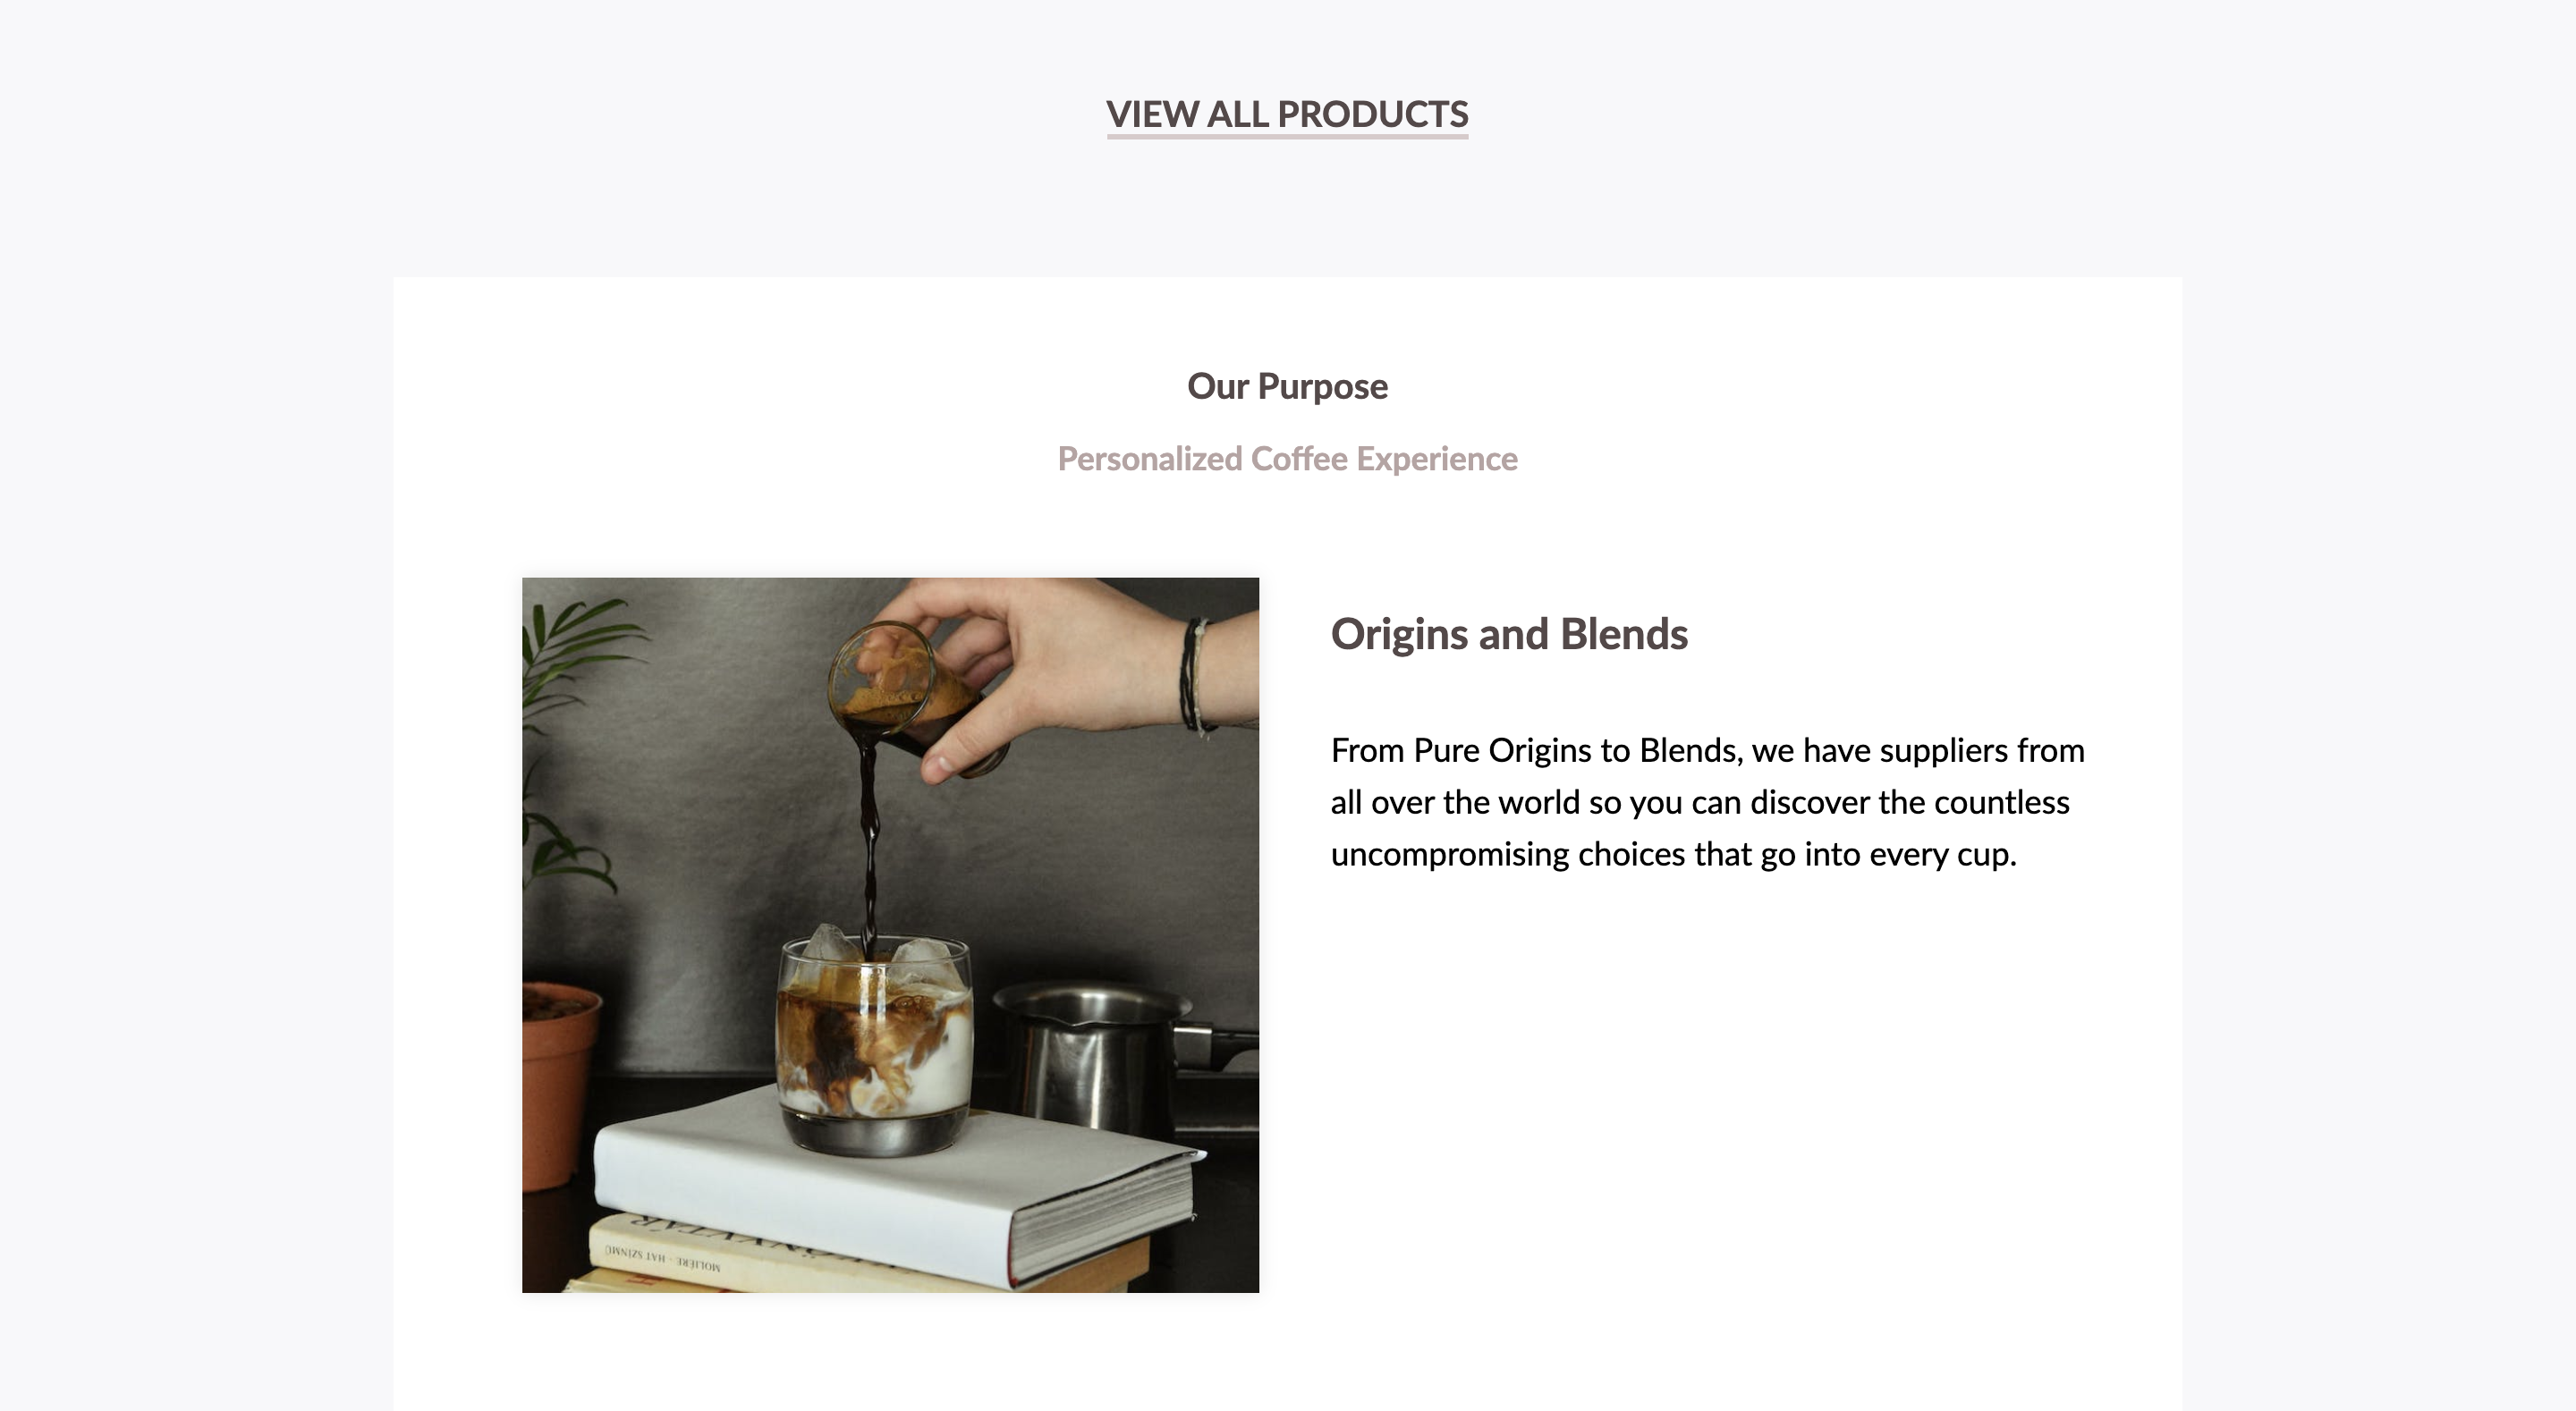 VIEW ALL PRODUCTS
Our Purpose
Personalized Coffee Experience
Origins and Blends
From Pure Origins to Blends, we have suppliers from
all over the world so you can discover the countless
uncompromising choices that go into every cup.
MOLIÈRE · HAT SZÍNMŰ